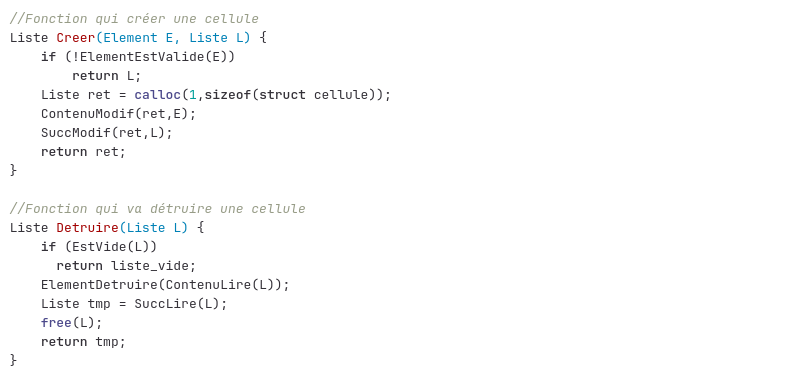 //Fonction qui créer une cellule
Liste Creer(Element E, Liste L) {
    if (!ElementEstValide(E))
        return L;
    Liste ret = calloc(1,sizeof(struct cellule));
    ContenuModif(ret,E);
    SuccModif(ret,L);
    return ret;
}

//Fonction qui va détruire une cellule
Liste Detruire(Liste L) {
    if (EstVide(L))
      return liste_vide;
    ElementDetruire(ContenuLire(L));
    Liste tmp = SuccLire(L);
    free(L);
    return tmp;
}